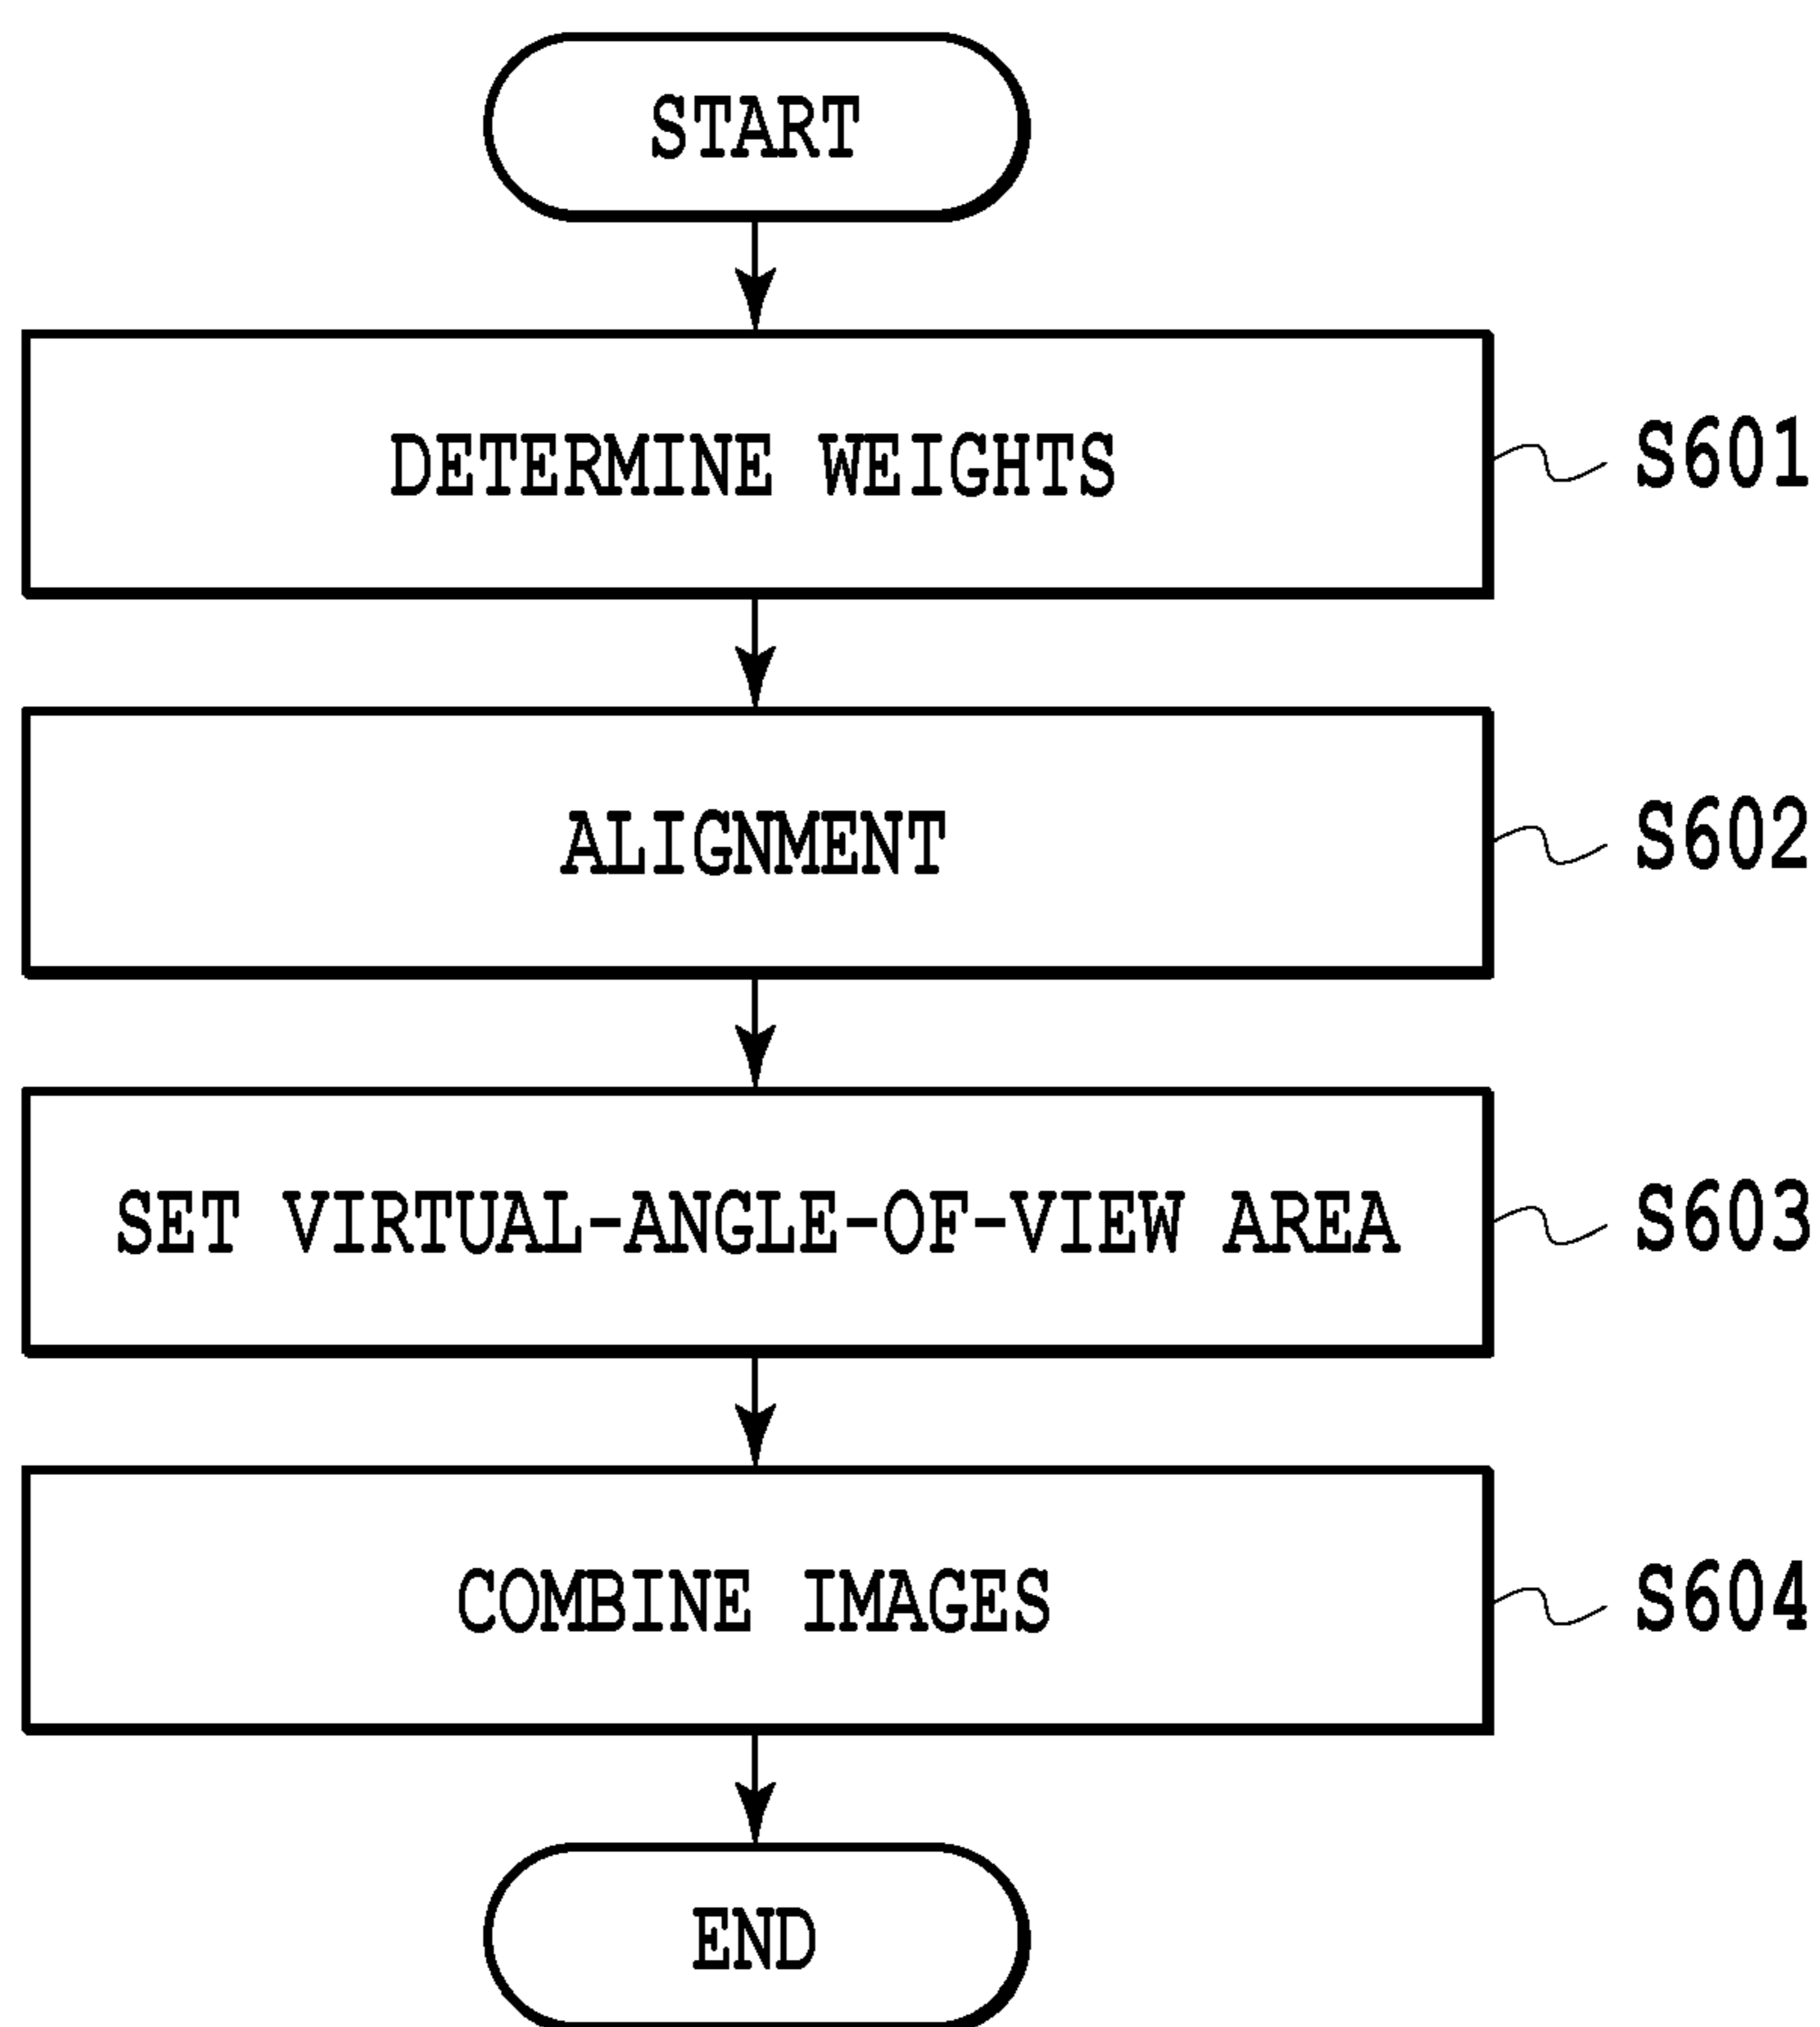 START
DETERMINE WEIGHTS
S601
ALIGNMENT
S602
SET VIRTUAL-ANGLE-OF-VIEW AREA
S603
COMBINE IMAGES
S604
END